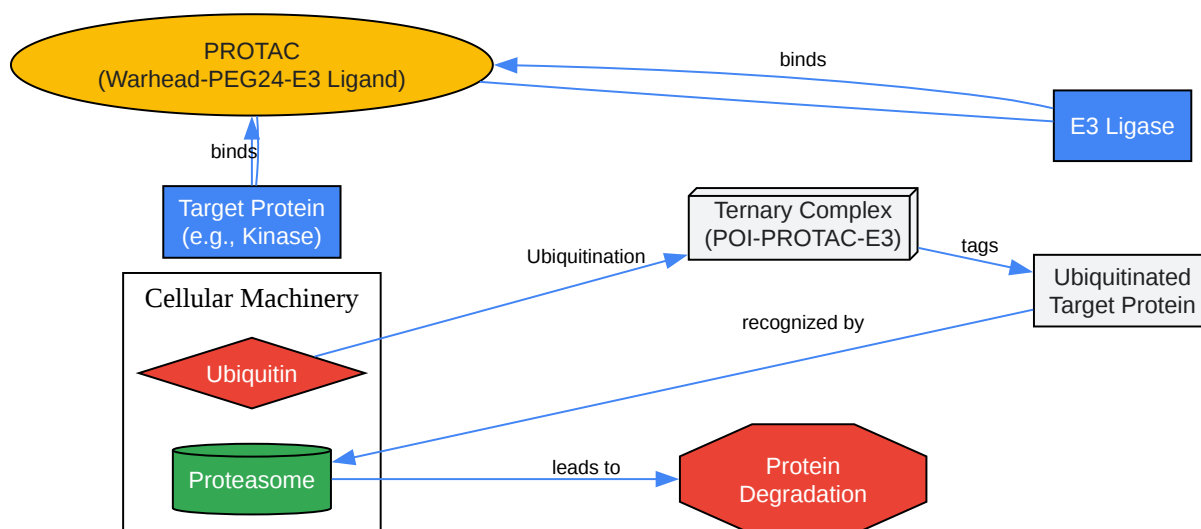 PROTAC
(Warhead-PEG24-E3 Ligand)
binds
E3 Ligase
binds
Target Protein
(e.g., Kinase)
Ternary Complex
(POI-PROTAC-E3)
Ubiquitination
tags
Ubiquitinated
Target Protein
Cellular Machinery
recognized by
Ubiquitin
Proteasome
leads to
Protein
Degradation